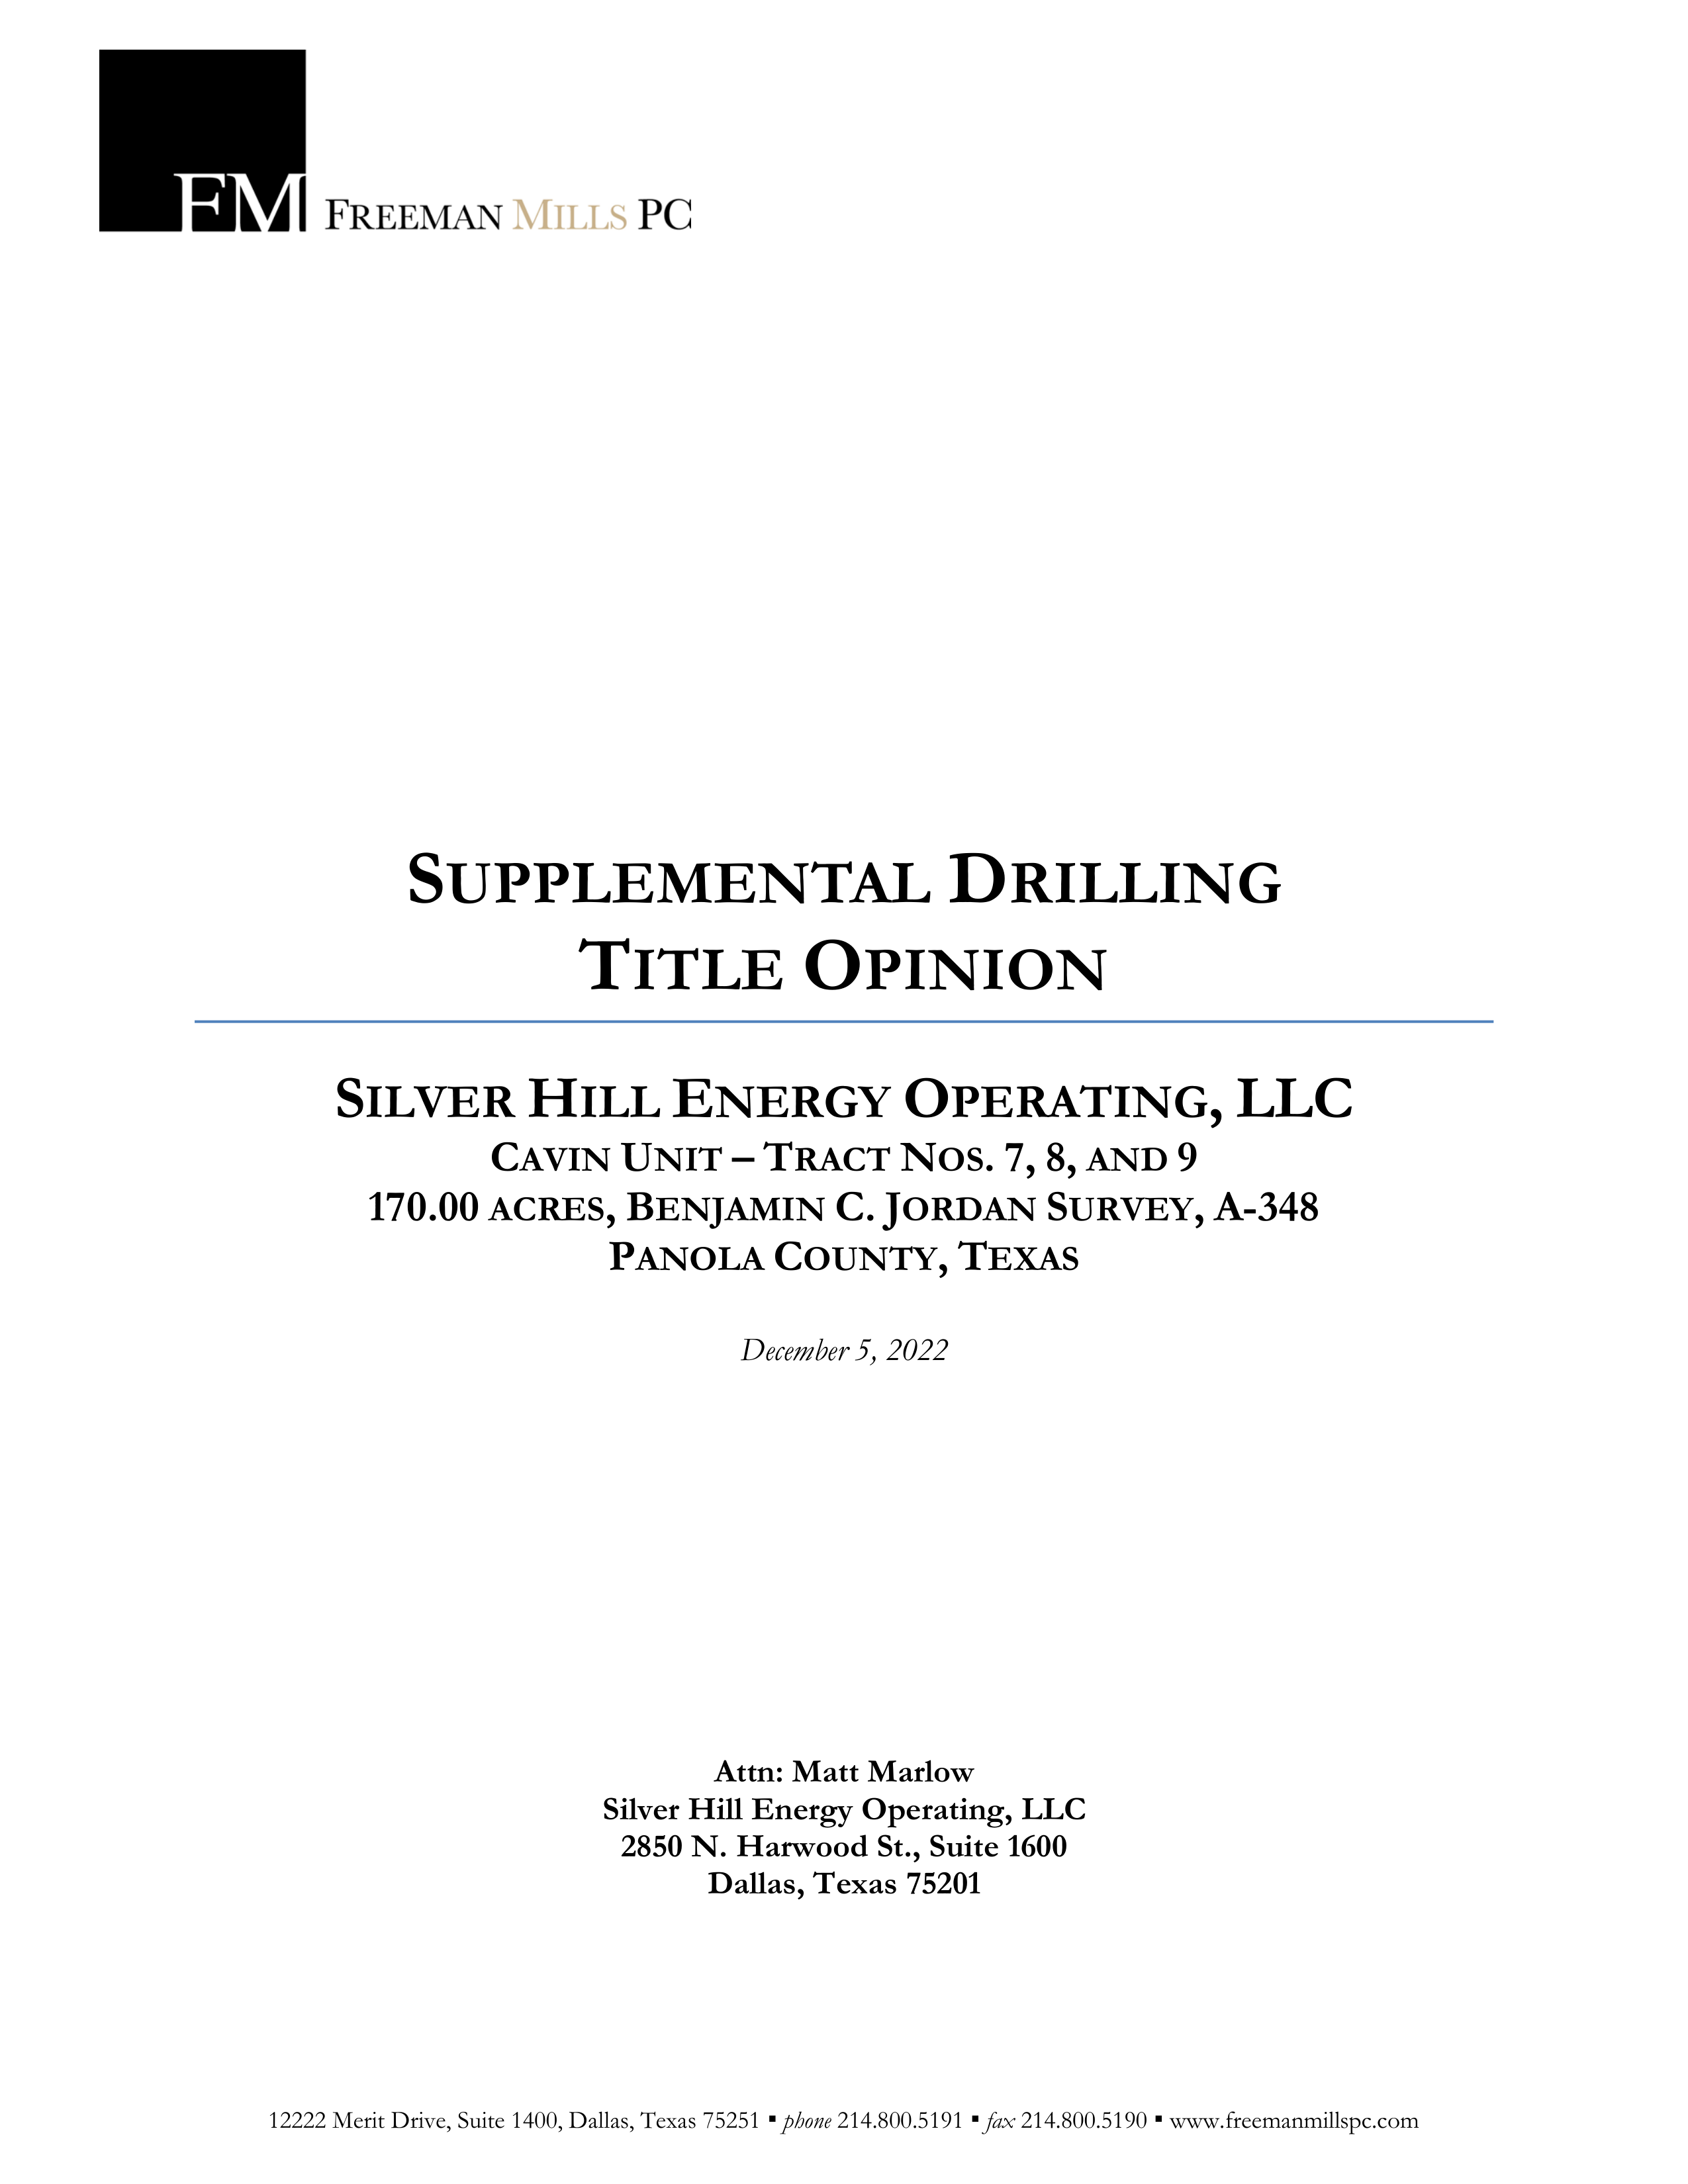 FM FREEMAN MILLS PC
SUPPLEMENTAL DRILLING
TITLE OPINION
SILVER HILL ENERGY OPERATING, LLC
CAVIN UNIT – TRACT NOS. 7, 8, AND 9
170.00 ACRES, BENJAMIN C. JORDAN SURVEY, A-348
PANOLA COUNTY, TEXAS
December 5, 2022
Attn: Matt Marlow
Silver Hill Energy Operating, LLC
2850 N. Harwood St., Suite 1600
Dallas, Texas 75201
12222 Merit Drive, Suite 1400, Dallas, Texas 75251 ▪ phone 214.800.5191 ▪ fax 214.800.5190 ▪ www.freemanmillspc.com